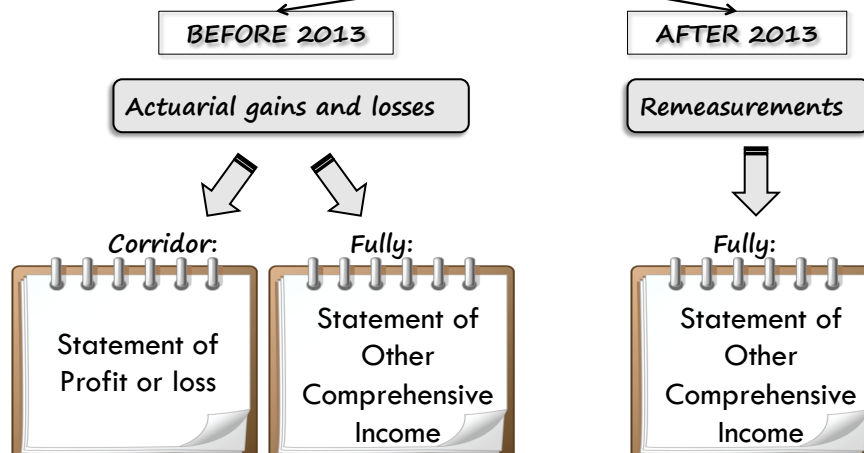 BEFORE 2013
AFTER 2013
Actuarial gains and losses
Remeasurements
Corridor:
Fully:
Fully:
Statement of
Profit or loss
Statement of
Other
Comprehensive
Income
Statement of
Other
Comprehensive
Income